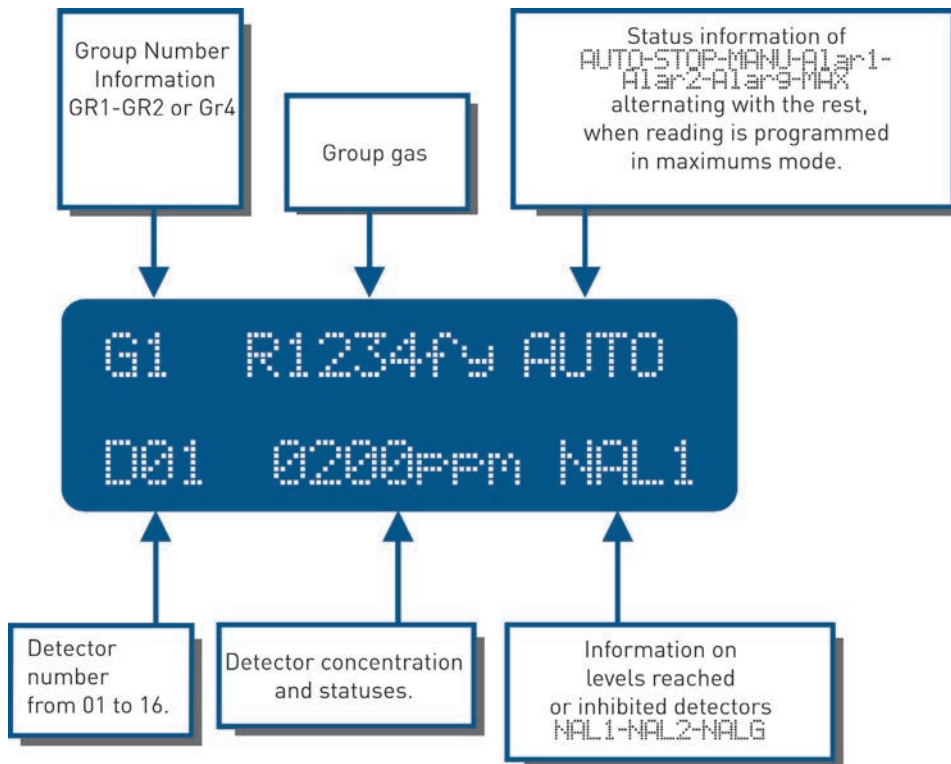 Group Number
Information
GR1-GR2 or Gr4
Group gas
Status information of
AUTO-STOP-MANU-Alar1-
Alar2-Alarg-MAX
alternating with the rest,
when reading is programmed
in maximums mode.
G1 R1234fy AUTO
D01 0200ppm NAL1
Detector
number
from 01 to 16.
Detector concentration
and statuses.
Information on
levels reached
or inhibited detectors
NAL1-NAL2-NALG